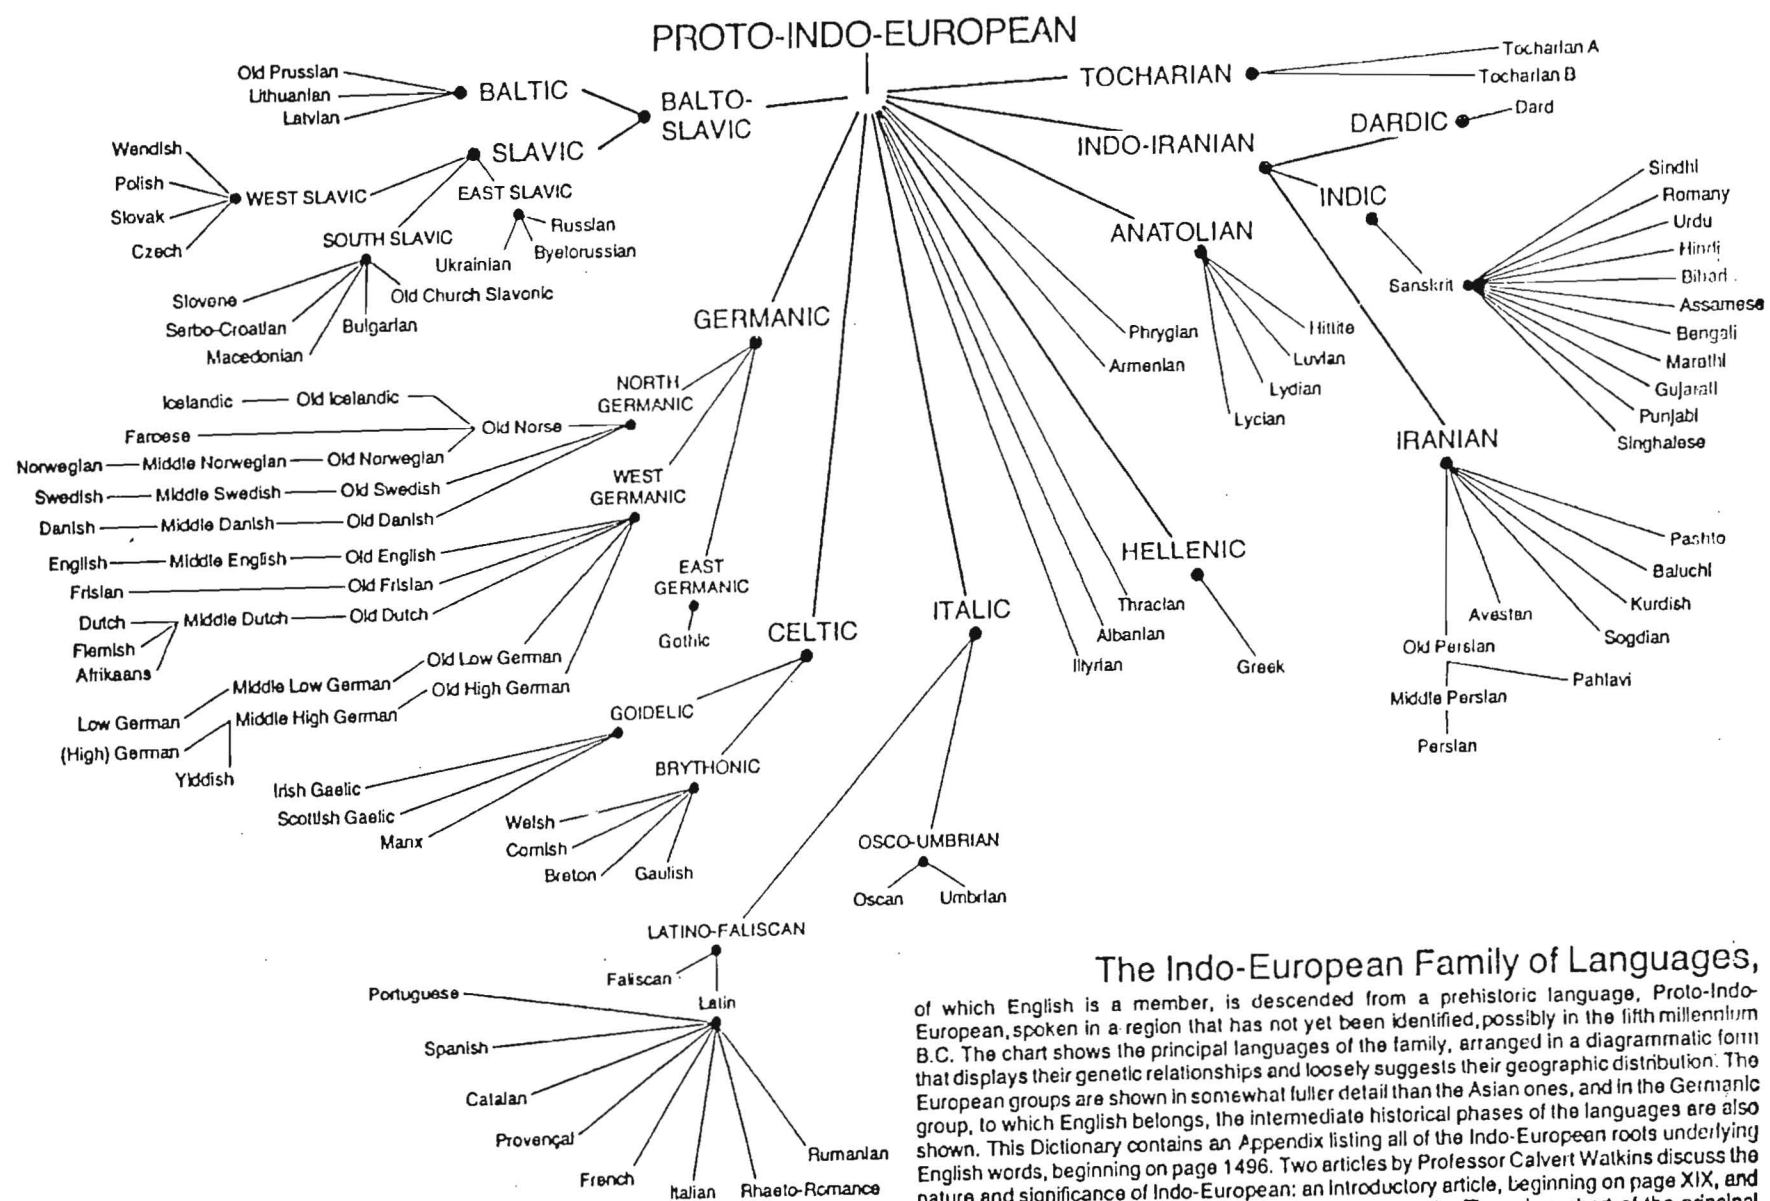 PROTO-INDO-EUROPEAN
Old Prussian
Lithuanian
Latvian
BALTIC
BALTO-
SLAVIC
TOCHARIAN
Tocharian A
Tocharian B
DARDIC
Dard
INDO-IRANIAN
Wendish
Polish
Slovak
Czech
WEST SLAVIC
SLAVIC
EAST SLAVIC
Russian
Byelorussian
Ukrainian
SOUTH SLAVIC
Slovene
Serbo-Croatian
Macedonian
Bulgarian
Old Church Slavonic
INDIC
Sanskrit
Sindhi
Romany
Urdu
Hindi
Bihari
Assamese
Bengali
Marathi
Gujarati
Punjabi
Singhalese
ANATOLIAN
Hittite
Luvian
Lydian
Lycian
Phrygian
Armenian
GERMANIC
NORTH
GERMANIC
Icelandic Old Icelandic
Faroese Old Norse
Norwegian Middle Norwegian Old Norwegian
Swedish Middle Swedish Old Swedish
Danish Middle Danish Old Danish
WEST
GERMANIC
English Middle English Old English
Frisian Old Frisian
Dutch Middle Dutch Old Dutch
Flemish
Afrikaans
Old Low German
Middle Low German
Low German
Old High German
Middle High German
(High) German
Yiddish
EAST
GERMANIC
Gothic
CELTIC
GOIDELIC
Irish Gaelic
Scottish Gaelic
Manx
BRYTHONIC
Welsh
Cornish
Breton
Gaulish
ITALIC
OSCO-UMBRIAN
Oscan
Umbrian
LATINO-FALISCAN
Faliscan
Latin
Portuguese
Spanish
Catalan
Provençal
French
Italian
Rhaeto-Romance
Rumanian
HELLENIC
Greek
Thracian
Albanian
Illyrian
IRANIAN
Pashto
Baluchi
Kurdish
Sogdian
Avestan
Old Persian
Pahlavi
Middle Persian
Persian
The Indo-European Family of Languages,
of which English is a member, is descended from a prehistoric language, Proto-Indo-
European, spoken in a region that has not yet been identified, possibly in the fifth millennium
B.C. The chart shows the principal languages of the family, arranged in a diagrammatic form
that displays their genetic relationships and loosely suggests their geographic distribution. The
European groups are shown in somewhat fuller detail than the Asian ones, and in the Germanic
group, to which English belongs, the intermediate historical phases of the languages are also
shown. This Dictionary contains an Appendix listing all of the Indo-European roots underlying
English words, beginning on page 1496. Two articles by Professor Calvert Watkins discuss the
nature and significance of Indo-European: an introductory article, beginning on page XIX, and
chart of the principal